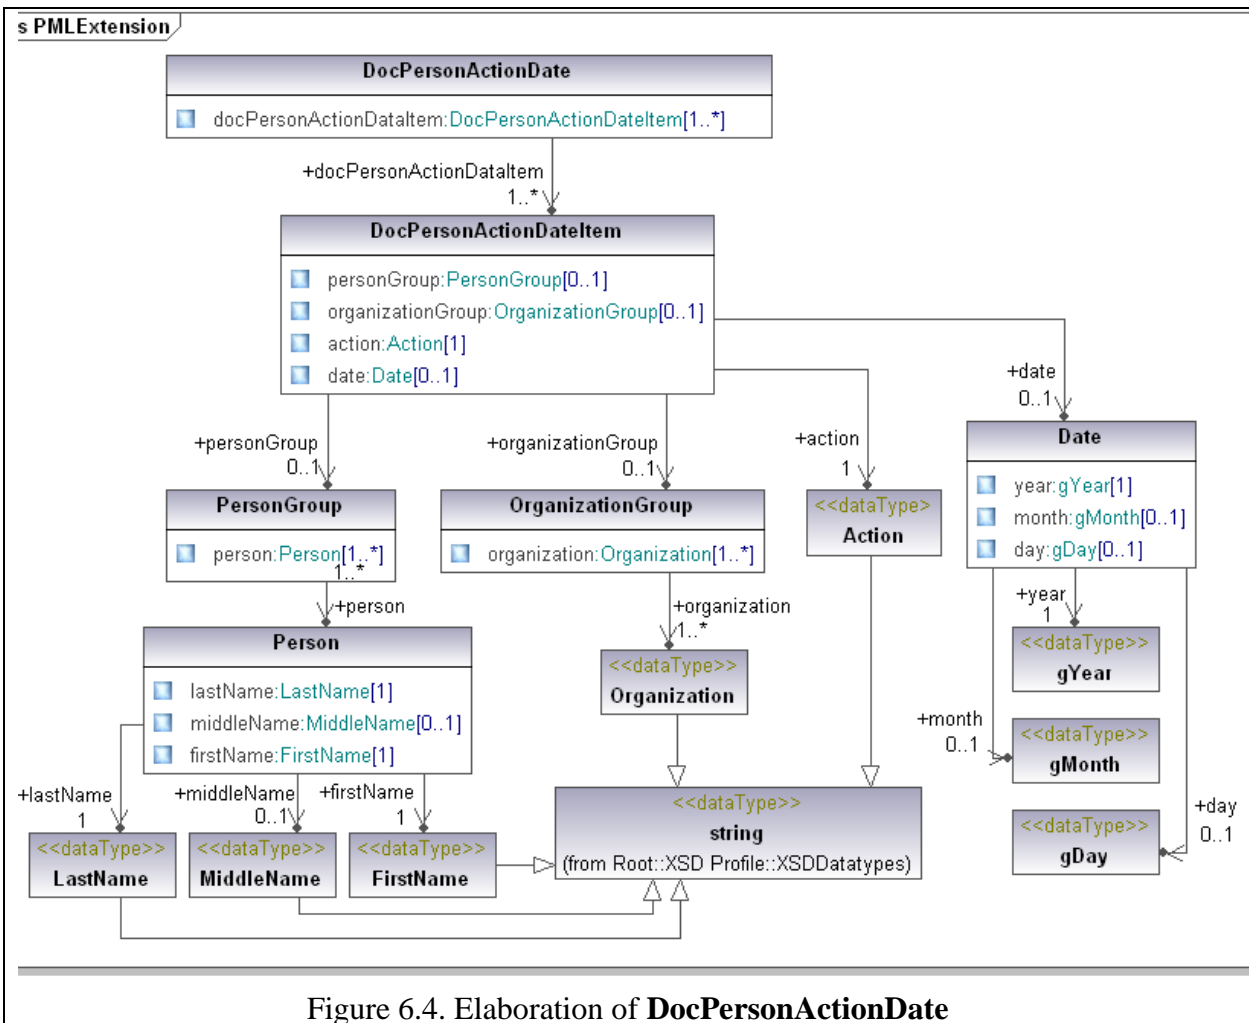 s PMLExtension
DocPersonActionDate
docPersonActionDataItem:DocPersonActionDateItem[1..*]
+docPersonActionDataItem
1..*
DocPersonActionDateItem
personGroup:PersonGroup[0..1]
organizationGroup:OrganizationGroup[0..1]
action:Action[1]
date:Date[0..1]
+date
0..1
+personGroup
0..1
+organizationGroup
0..1
+action
1
Date
year:gYear[1]
month:gMonth[0..1]
day:gDay[0..1]
PersonGroup
person:Person[1..*]
1..*
OrganizationGroup
organization:Organization[1..*]
<<dataType>
Action
+person
+organization
1..*
+year
1
<<dataType>>
gYear
Person
lastName:LastName[1]
middleName:MiddleName[0..1]
firstName:FirstName[1]
<<dataType>>
Organization
+month
0..1
<<dataType>>
gMonth
+lastName
1
+middleName
0..1
+firstName
1
<<dataType>>
string
(from Root::XSD Profile::XSDDatatypes)
+day
0..1
<<dataType>>
gDay
<<dataType>>
LastName
<<dataType>>
MiddleName
<<dataType>>
FirstName
Figure 6.4. Elaboration of DocPersonActionDate